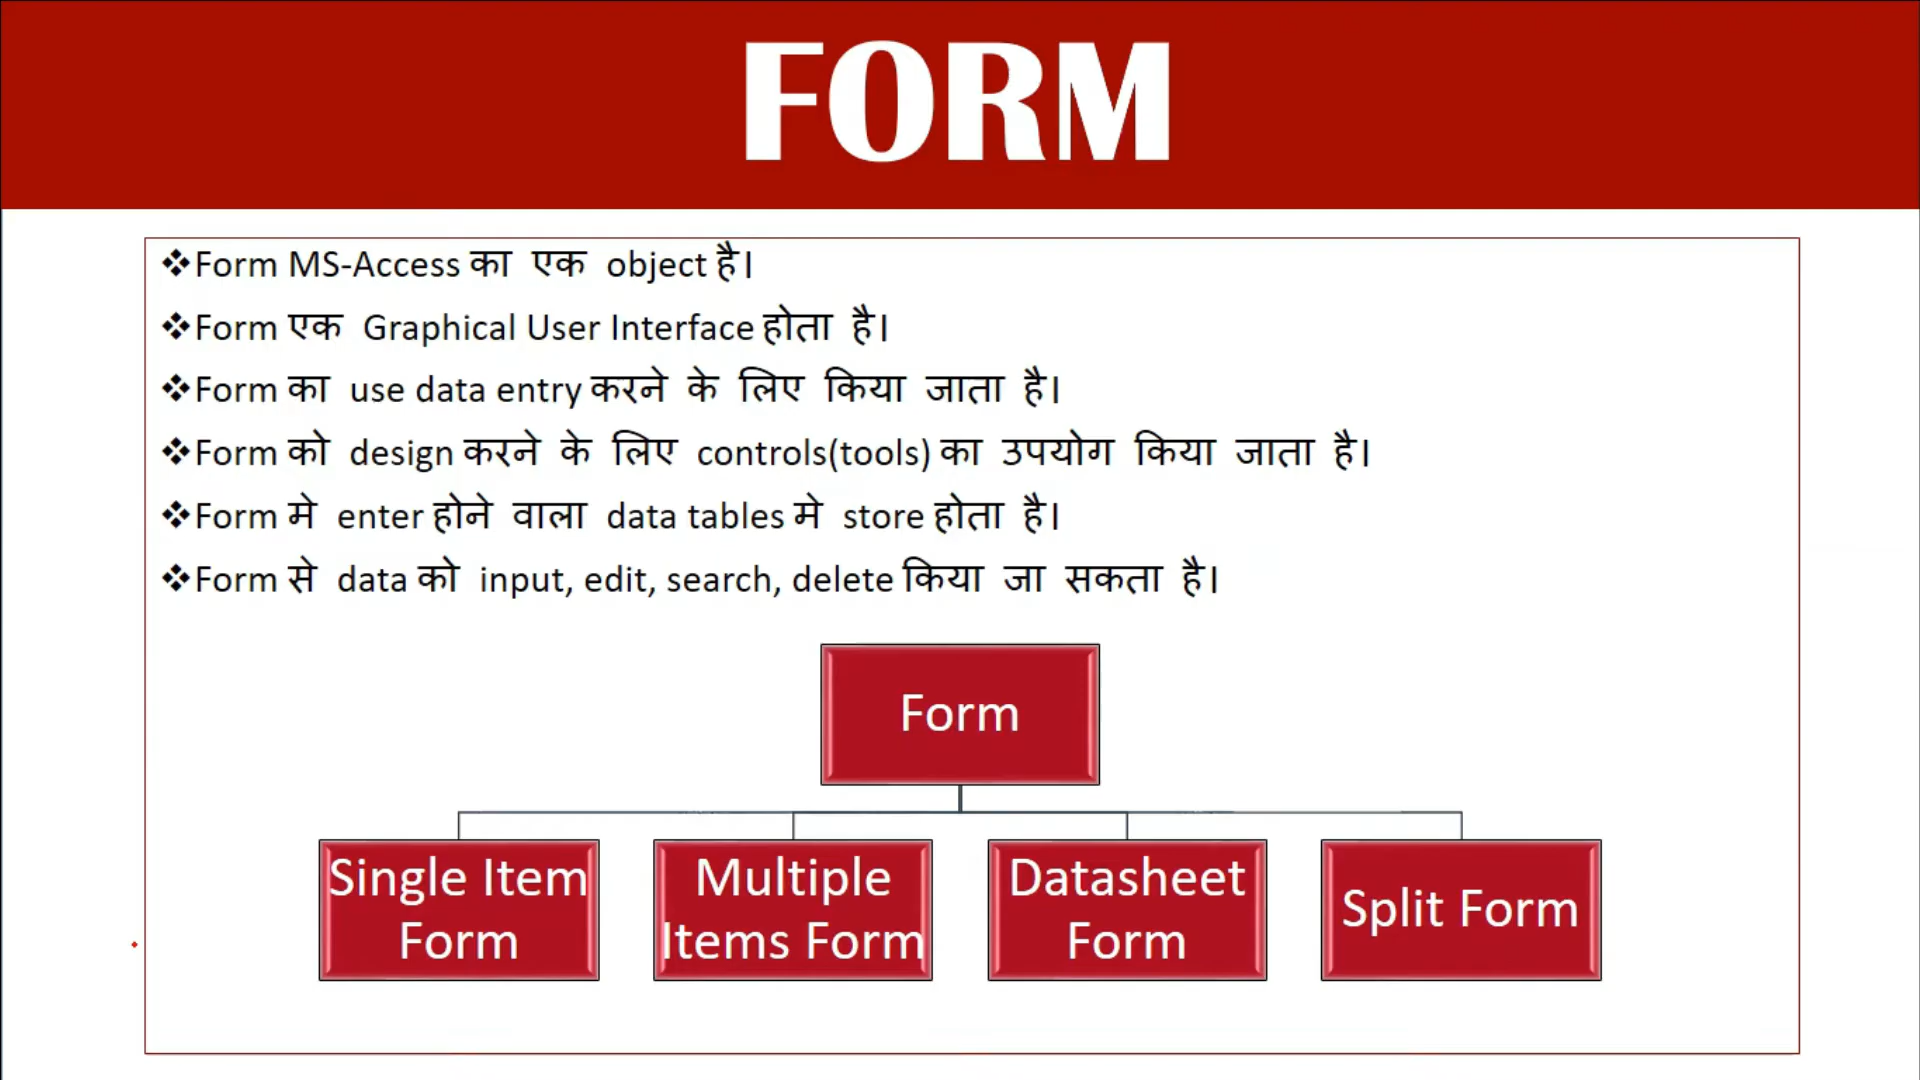 FORM
❖Form MS-Access का एक object है।
❖Form एक Graphical User Interface होता है।
❖Form का use data entry करने के लिए किया जाता है।
❖Form को design करने के लिए controls(tools) का उपयोग किया जाता है।
❖Form मे enter होने वाला data tables मे store होता है।
❖Form से data को input, edit, search, delete किया जा सकता है।
Form
Single Item
Form
Multiple
Items Form
Datasheet
Form
Split Form